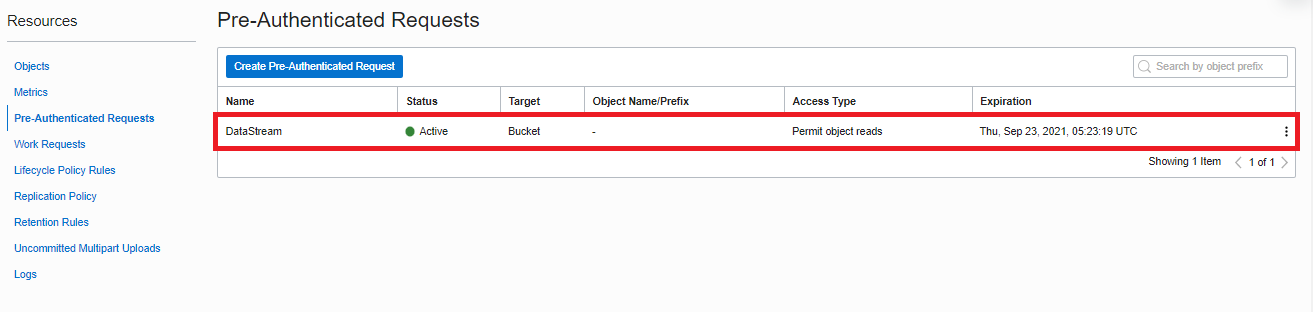 Resources
Objects
Metrics
Pre-Authenticated Requests
Work Requests
Lifecycle Policy Rules
Replication Policy
Retention Rules
Uncommitted Multipart Uploads
Logs
Pre-Authenticated Requests
Create Pre-Authenticated Request
Search by object prefix
Name Status Target Object Name/Prefix Access Type Expiration
DataStream Active Bucket - Permit object reads Thu, Sep 23, 2021, 05:23:19 UTC
Showing 1 Item 1 of 1